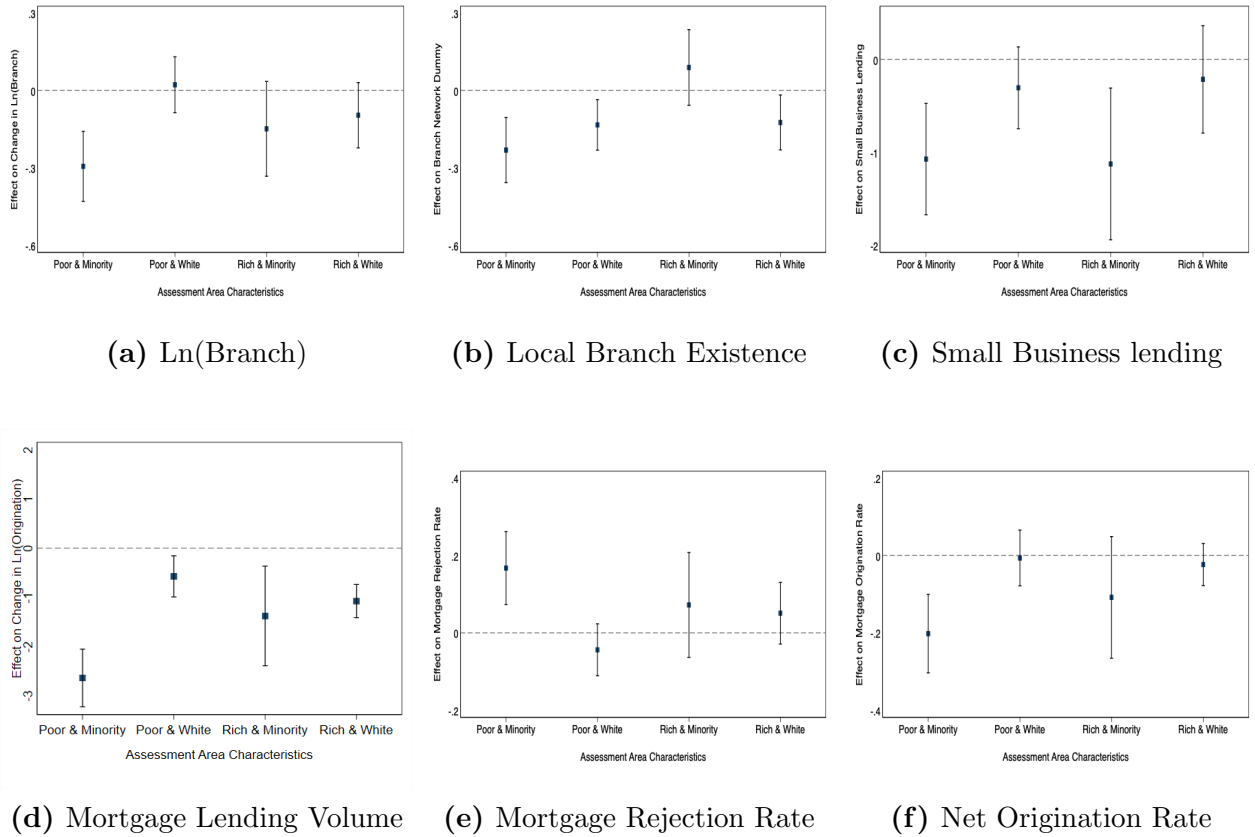 Effect on Change in Ln(Branch)
.3
0
-.3
-.6
Poor & Minority Poor & White Rich & Minority Rich & White
Assessment Area Characteristics
(a) Ln(Branch)
Effect on Branch Network Dummy
.3
0
-.3
-.6
Poor & Minority Poor & White Rich & Minority Rich & White
Assessment Area Characteristics
(b) Local Branch Existence
Effect on Small Business Lending
0
-1
-2
Poor & Minority Poor & White Rich & Minority Rich & White
Assessment Area Characteristics
(c) Small Business lending
Effect on Change in Ln(Origination)
2
1
0
-1
-2
-3
Poor & Minority Poor & White Rich & Minority Rich & White
Assessment Area Characteristics
(d) Mortgage Lending Volume
Effect on Mortgage Rejection Rate
.4
.2
0
-.2
Poor & Minority Poor & White Rich & Minority Rich & White
Assessment Area Characteristics
(e) Mortgage Rejection Rate
Effect on Mortgage Origination Rate
.2
0
-.2
-.4
Poor & Minority Poor & White Rich & Minority Rich & White
Assessment Area Characteristics
(f) Net Origination Rate